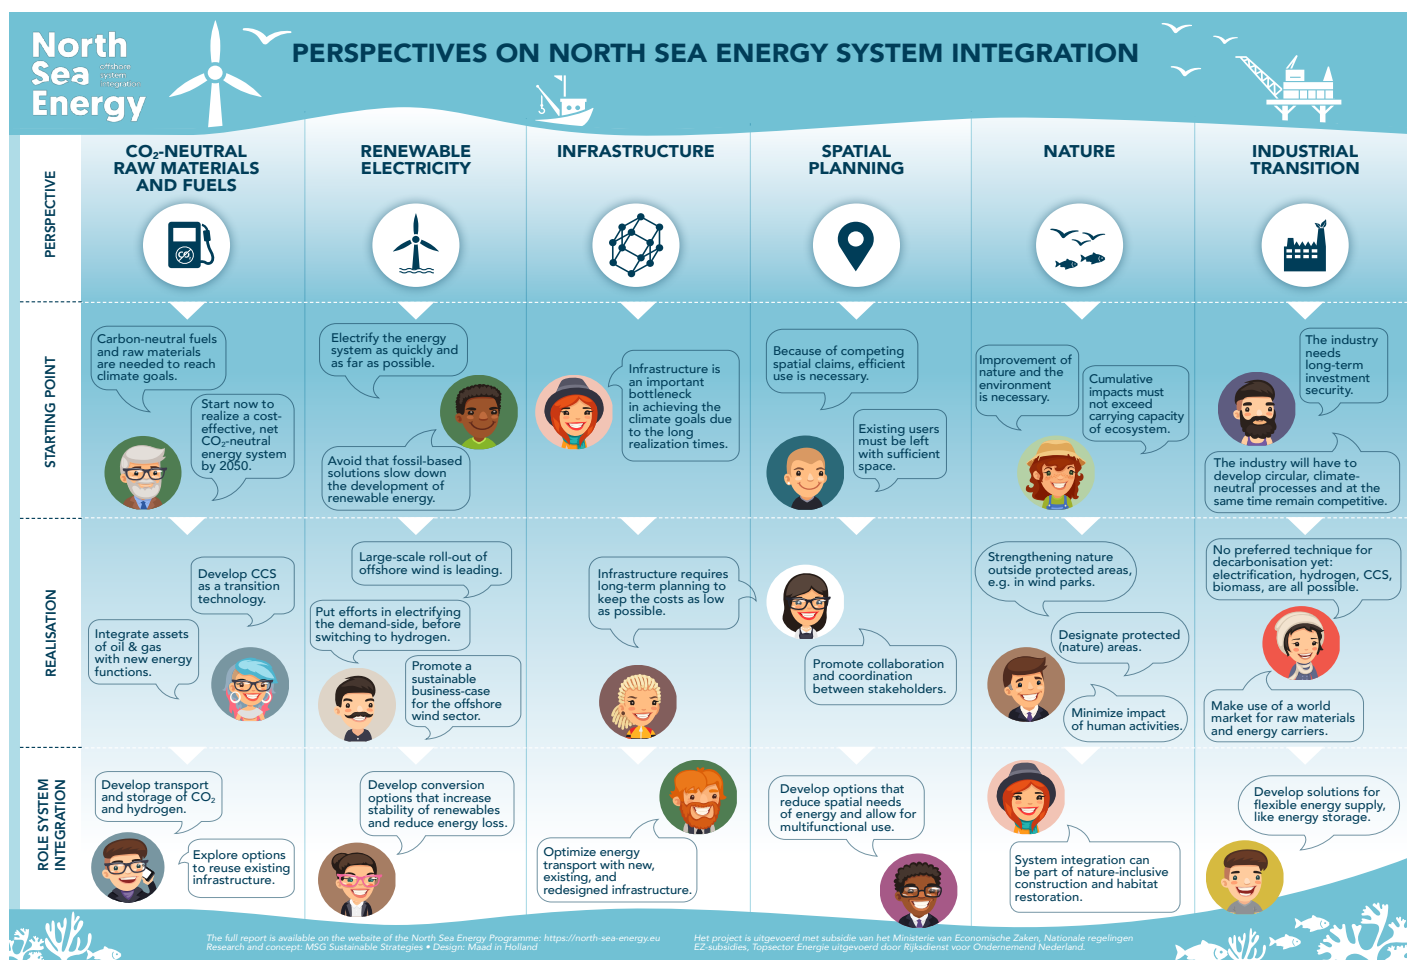 North
Sea
offshore
system
integration
Energy
PERSPECTIVES ON NORTH SEA ENERGY SYSTEM INTEGRATION
PERSPECTIVE
CO₂-NEUTRAL
RAW MATERIALS
AND FUELS
RENEWABLE
ELECTRICITY
INFRASTRUCTURE
SPATIAL
PLANNING
NATURE
INDUSTRIAL
TRANSITION
STARTING POINT
Carbon-neutral fuels
and raw materials
are needed to reach
climate goals.
Start now to
realize a cost-
effective, net
CO₂-neutral
energy system
by 2050.
Electrify the energy
system as quickly and
as far as possible.
Avoid that fossil-based
solutions slow down
the development of
renewable energy.
Infrastructure is
an important
bottleneck
in achieving the
climate goals due
to the long
realization times.
Because of competing
spatial claims, efficient
use is necessary.
Existing users
must be left
with sufficient
space.
Improvement of
nature and the
environment
is necessary.
Cumulative
impacts must
not exceed
carrying capacity
of ecosystem.
The industry
needs
long-term
investment
security.
The industry will have to
develop circular, climate-
neutral processes and at the
same time remain competitive.
REALISATION
Develop CCS
as a transition
technology.
Integrate assets
of oil & gas
with new energy
functions.
Large-scale roll-out of
offshore wind is leading.
Put efforts in electrifying
the demand-side, before
switching to hydrogen.
Promote a
sustainable
business-case
for the offshore
wind sector.
Infrastructure requires
long-term planning to
keep the costs as low
as possible.
Promote collaboration
and coordination
between stakeholders.
Strengthening nature
outside protected areas,
e.g. in wind parks.
Designate protected
(nature) areas.
Minimize impact
of human activities.
No preferred technique for
decarbonisation yet:
electrification, hydrogen, CCS,
biomass, are all possible.
Make use of a world
market for raw materials
and energy carriers.
ROLE SYSTEM
INTEGRATION
Develop transport
and storage of CO₂
and hydrogen.
Explore options
to reuse existing
infrastructure.
Develop conversion
options that increase
stability of renewables
and reduce energy loss.
Optimize energy
transport with new,
existing, and
redesigned infrastructure.
Develop options that
reduce spatial needs
of energy and allow for
multifunctional use.
System integration can
be part of nature-inclusive
construction and habitat
restoration.
Develop solutions for
flexible energy supply,
like energy storage.
The full report is available on the website of the North Sea Energy Programme: https://north-sea-energy.eu
Research and concept: MSG Sustainable Strategies • Design: Maad in Holland
Het project is uitgevoerd met subsidie van het Ministerie van Economische Zaken, Nationale regelingen
EZ-subsidies, Topsector Energie uitgevoerd door Rijksdienst voor Ondernemend Nederland.